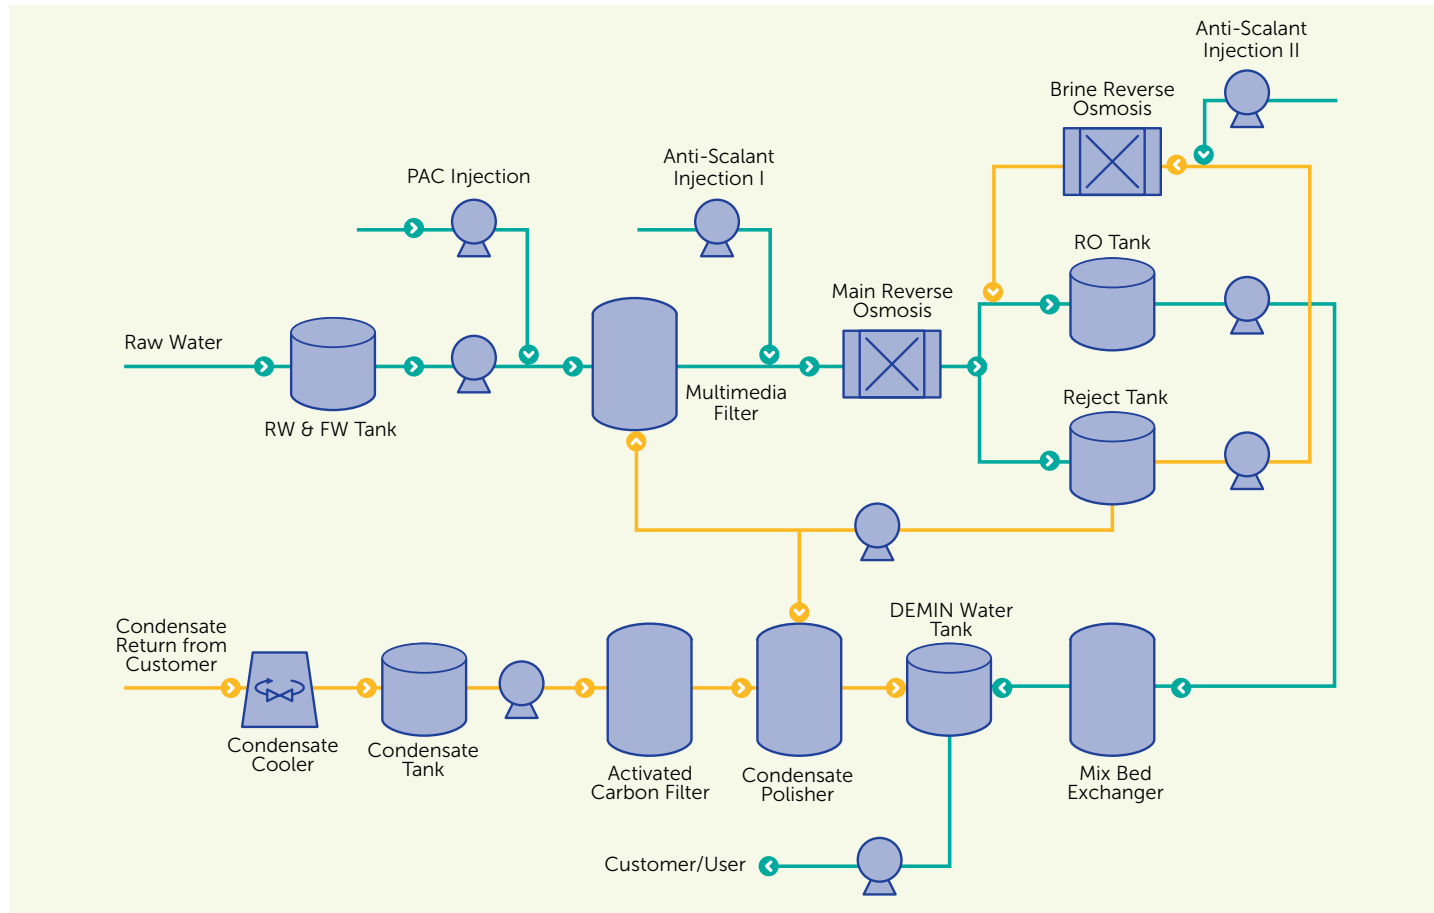 Anti-Scalant
Injection II
Brine Reverse
Osmosis
Anti-Scalant
Injection I
PAC Injection
RO Tank
Main Reverse
Osmosis
Raw Water
Multimedia
Filter
Reject Tank
RW & FW Tank
Condensate
Return from
Customer
DEMIN Water
Tank
Condensate
Cooler
Condensate
Tank
Activated
Carbon Filter
Condensate
Polisher
Mix Bed
Exchanger
Customer/User